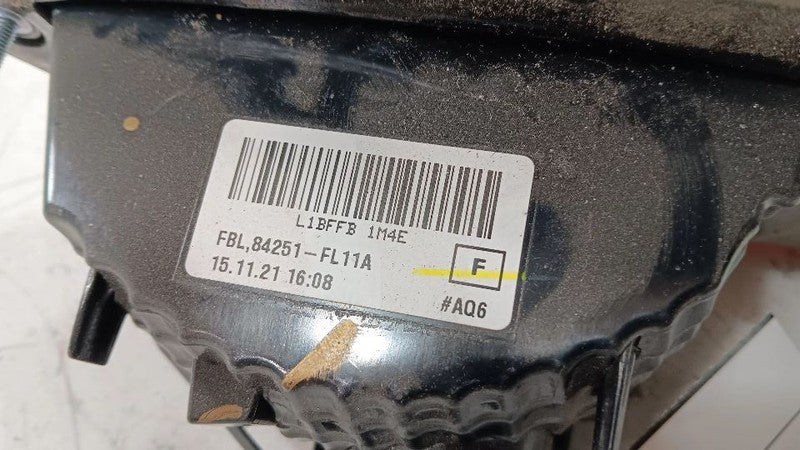 L1BFFB 1M4E
FBL,84251-FL11A
F
15.11.21 16:08
#AQ6